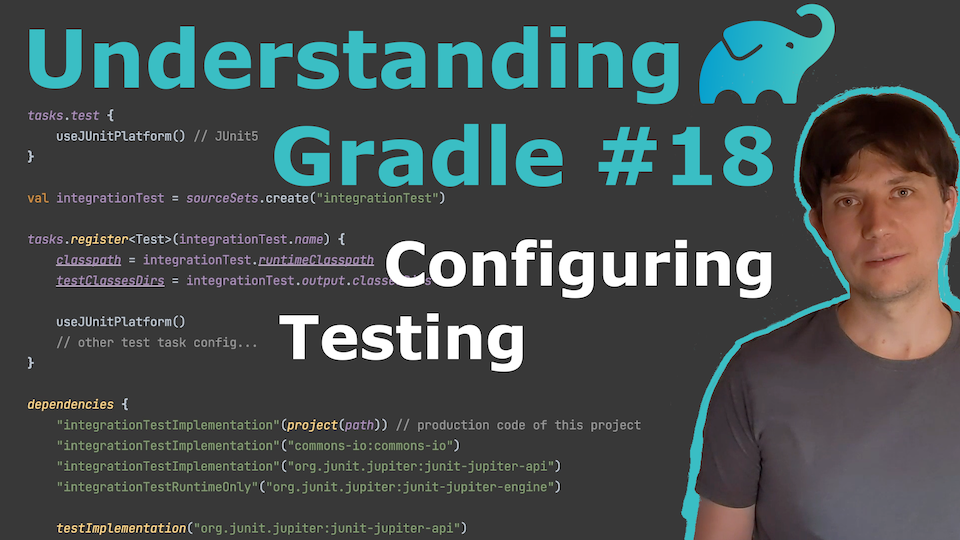 Understanding
Gradle #18
Configuring
Testing
tasks.test {
useJUnitPlatform() // JUnit5
}
val integrationTest = sourceSets.create("integrationTest")
tasks.register<Test>(integrationTest.name) {
classpath = integrationTest.runtimeClasspath
testClassesDirs = integrationTest.output.classesDirs
useJUnitPlatform()
// other test task config...
}
dependencies {
"integrationTestImplementation"(project(path)) // production code of this project
"integrationTestImplementation"("commons-io:commons-io")
"integrationTestImplementation"("org.junit.jupiter:junit-jupiter-api")
"integrationTestRuntimeOnly"("org.junit.jupiter:junit-jupiter-engine")
testImplementation("org.junit.jupiter:junit-jupiter-api")